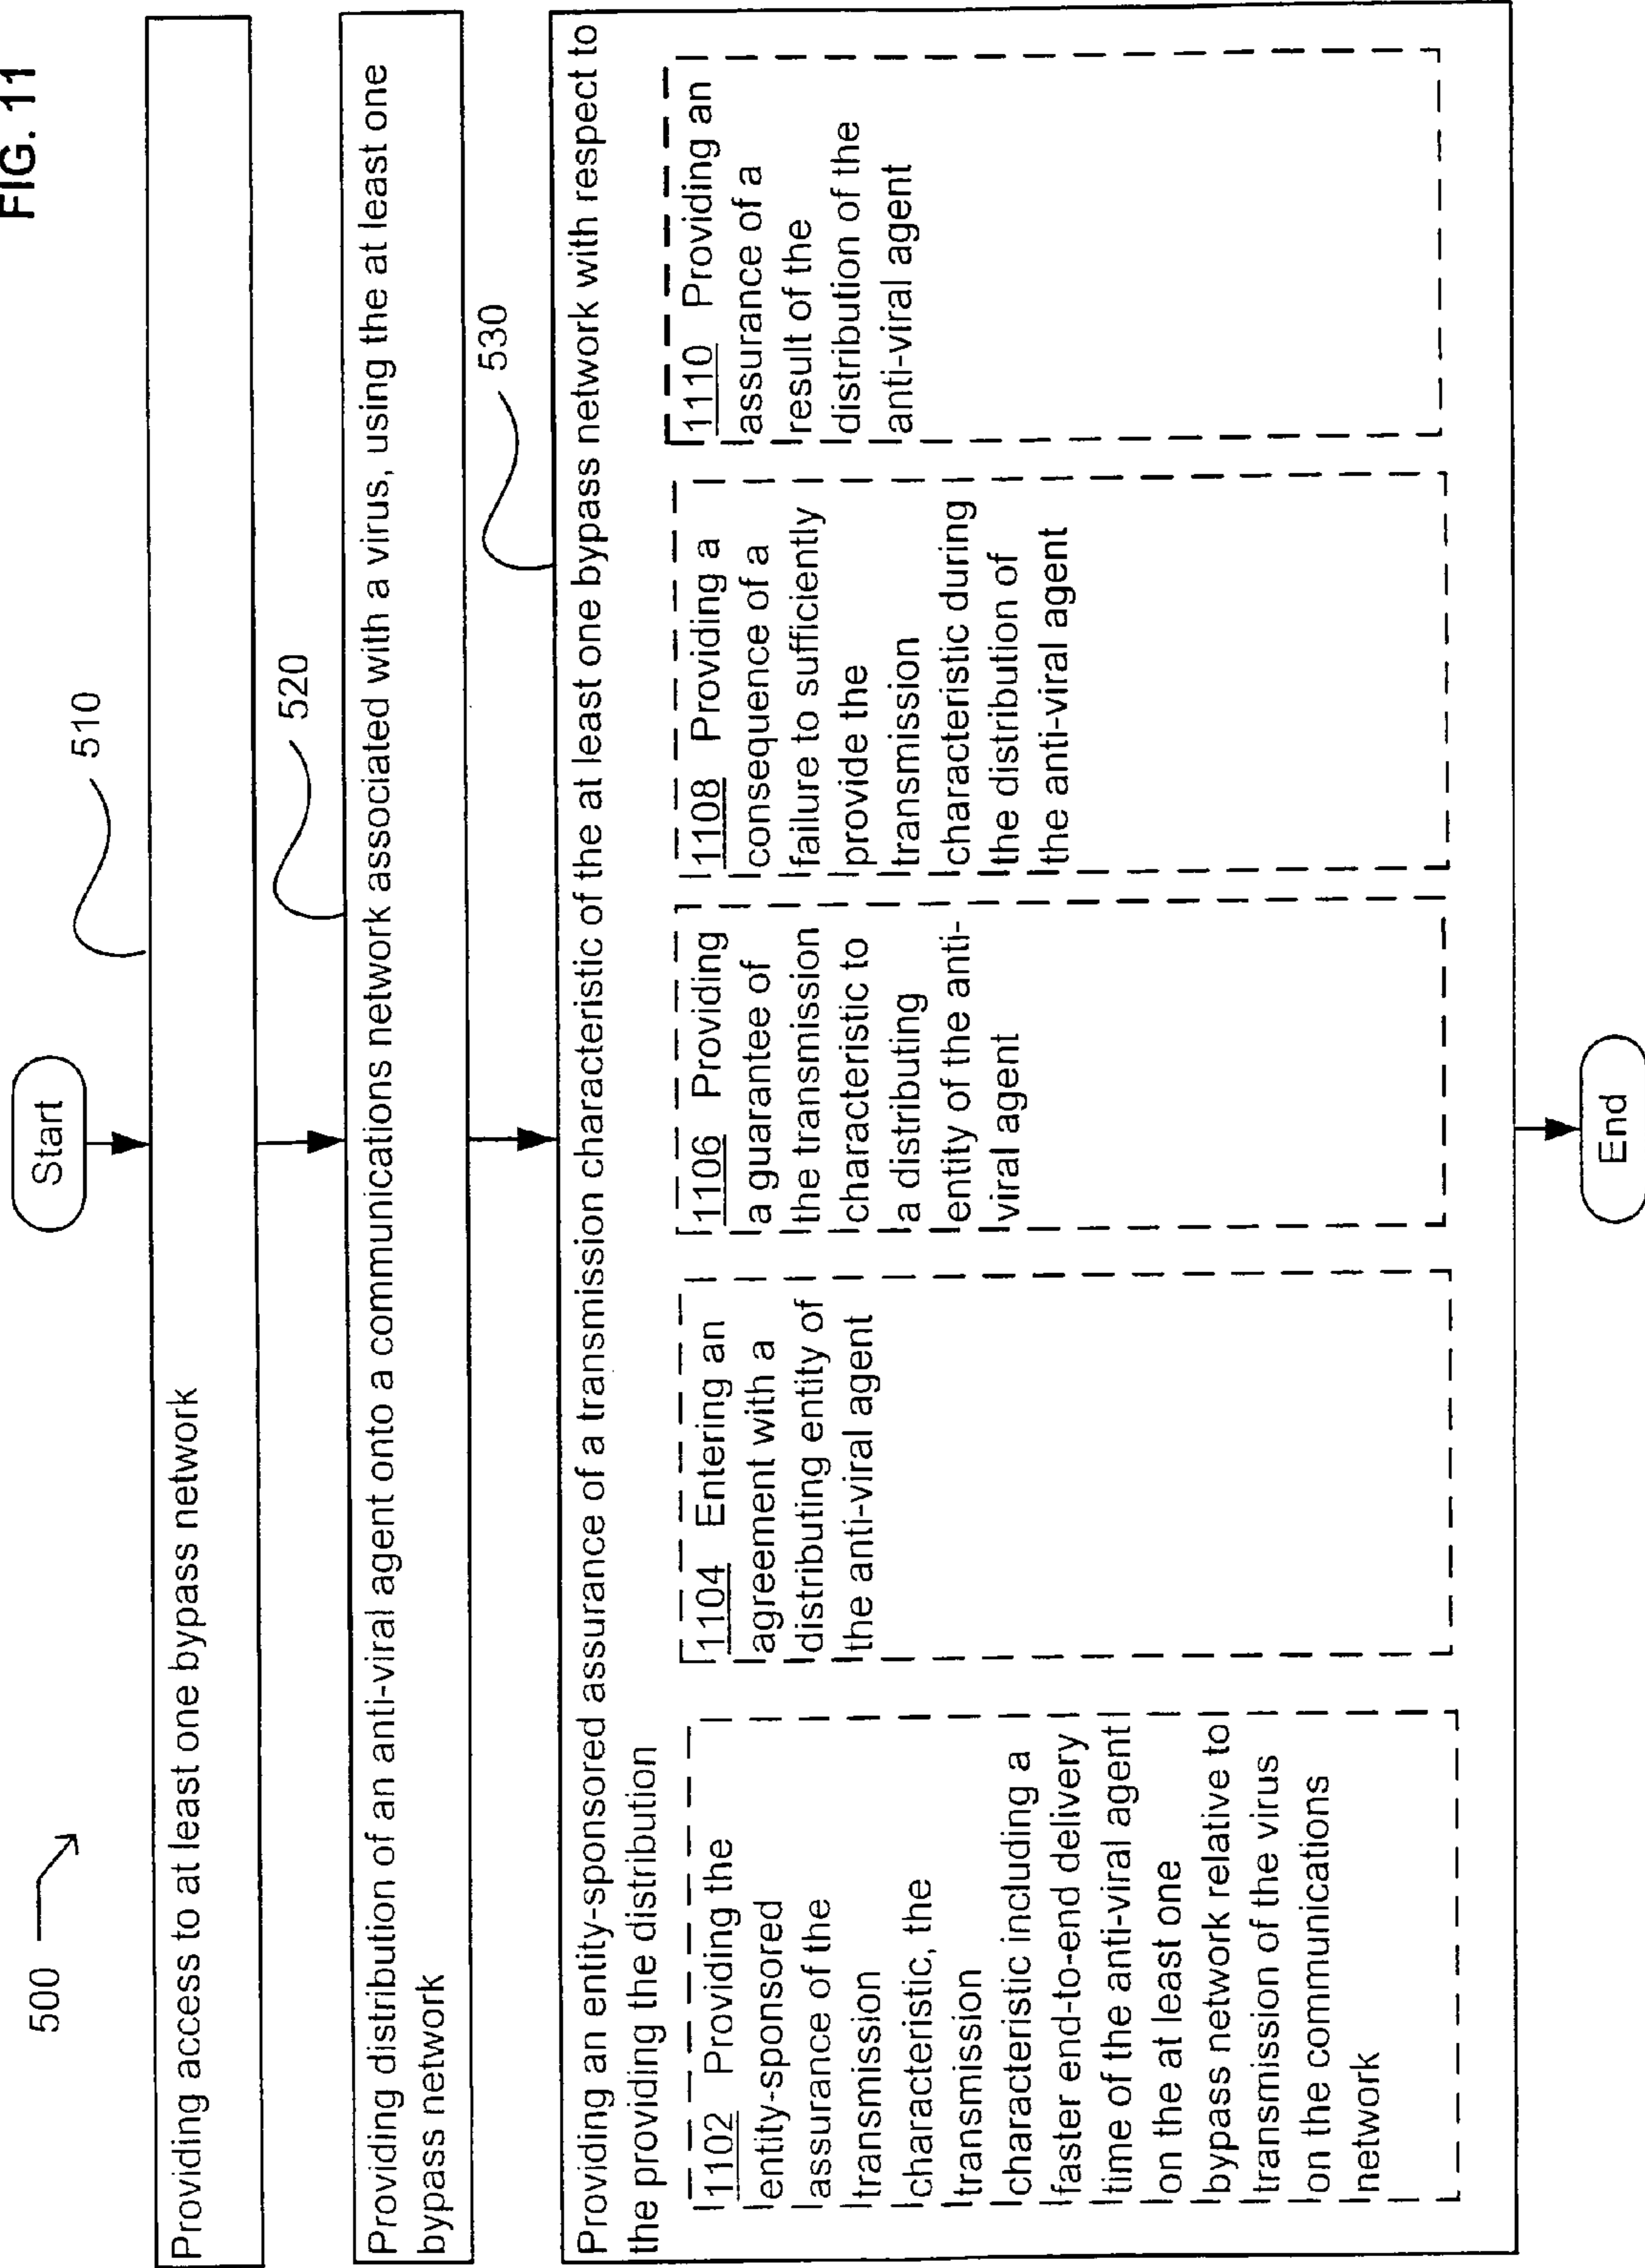 FIG. 11
500
Start
510
Providing access to at least one bypass network
520
Providing distribution of an anti-viral agent onto a communications network associated with a virus, using the at least one
bypass network
530
Providing an entity-sponsored assurance of a transmission characteristic of the at least one bypass network with respect to
the providing the distribution
1102 Providing the
entity-sponsored
assurance of the
transmission
characteristic, the
transmission
characteristic including a
faster end-to-end delivery
time of the anti-viral agent
on the at least one
bypass network relative to
transmission of the virus
on the communications
network
1104 Entering an
agreement with a
distributing entity of
the anti-viral agent
1106 Providing
a guarantee of
the transmission
characteristic to
a distributing
entity of the anti-
viral agent
1108 Providing a
consequence of a
failure to sufficiently
provide the
transmission
characteristic during
the distribution of
the anti-viral agent
1110 Providing an
assurance of a
result of the
distribution of the
anti-viral agent
End